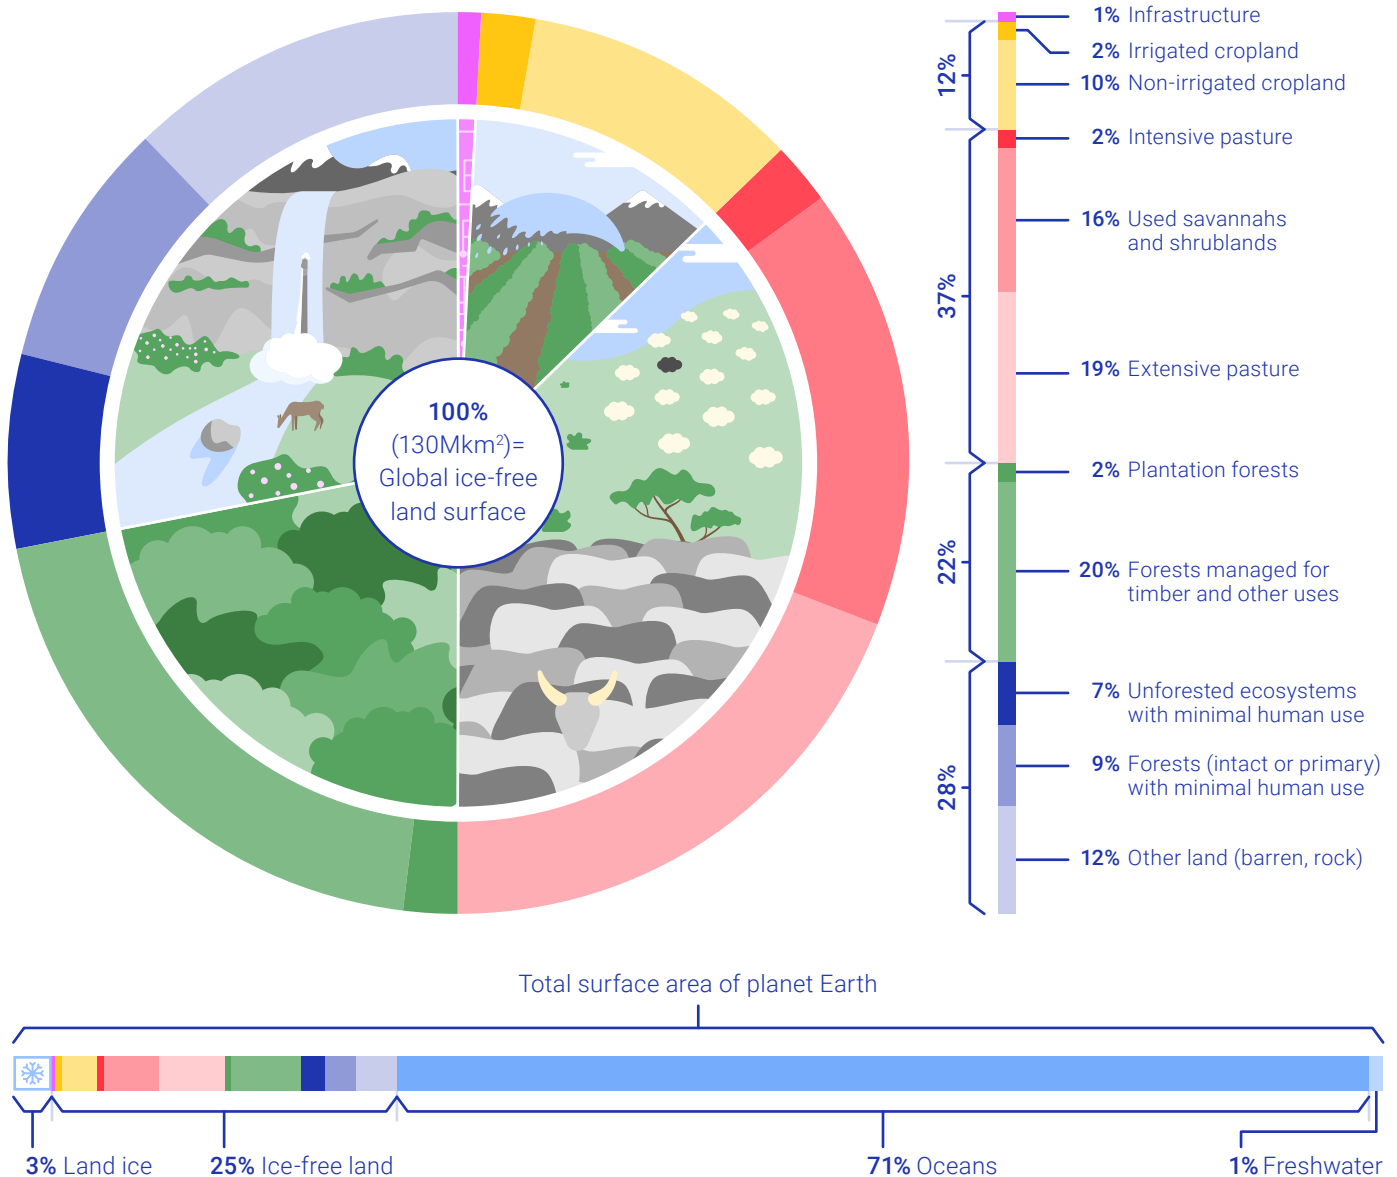 100%
(130Mkm²)=
Global ice-free
land surface
12%
37%
22%
28%
1% Infrastructure
2% Irrigated cropland
10% Non-irrigated cropland
2% Intensive pasture
16% Used savannahs
and shrublands
19% Extensive pasture
2% Plantation forests
20% Forests managed for
timber and other uses
7% Unforested ecosystems
with minimal human use
9% Forests (intact or primary)
with minimal human use
12% Other land (barren, rock)
Total surface area of planet Earth
3% Land ice
25% Ice-free land
71% Oceans
1% Freshwater